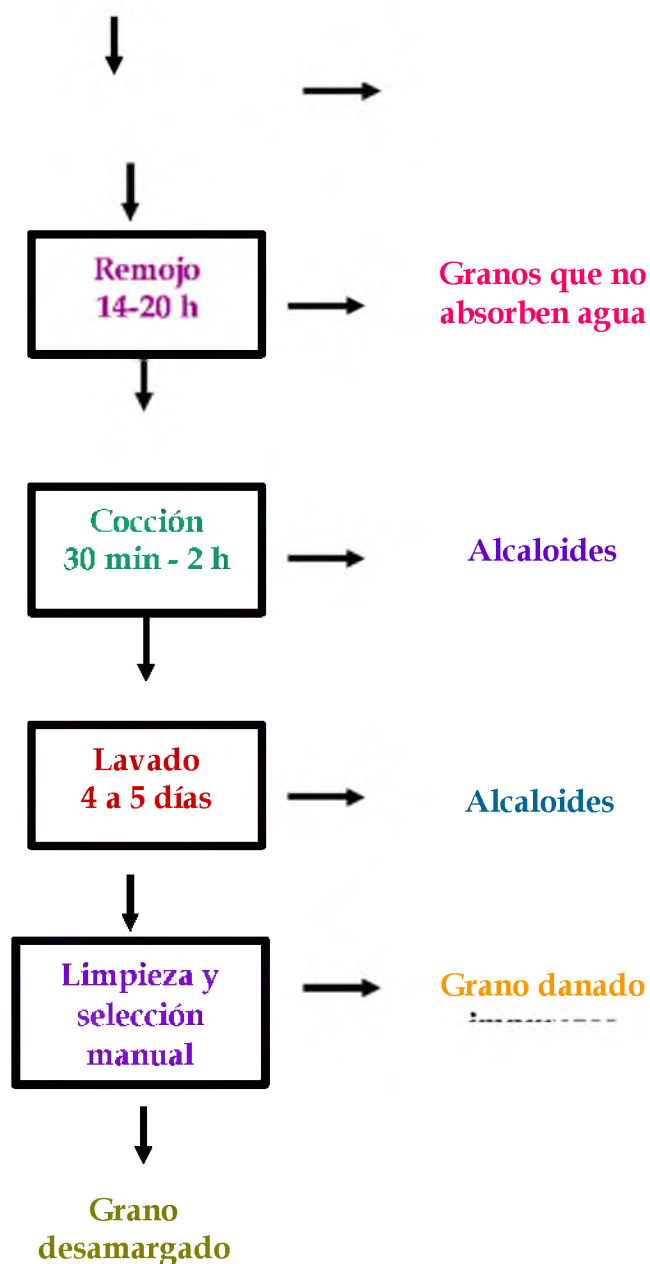 Remojo
14-20 h
Granos que no
absorben agua
Cocción
30 min - 2 h
Alcaloides
Lavado
4 a 5 días
Alcaloides
Limpieza y
selección
manual
Grano danado
Grano
desamargado